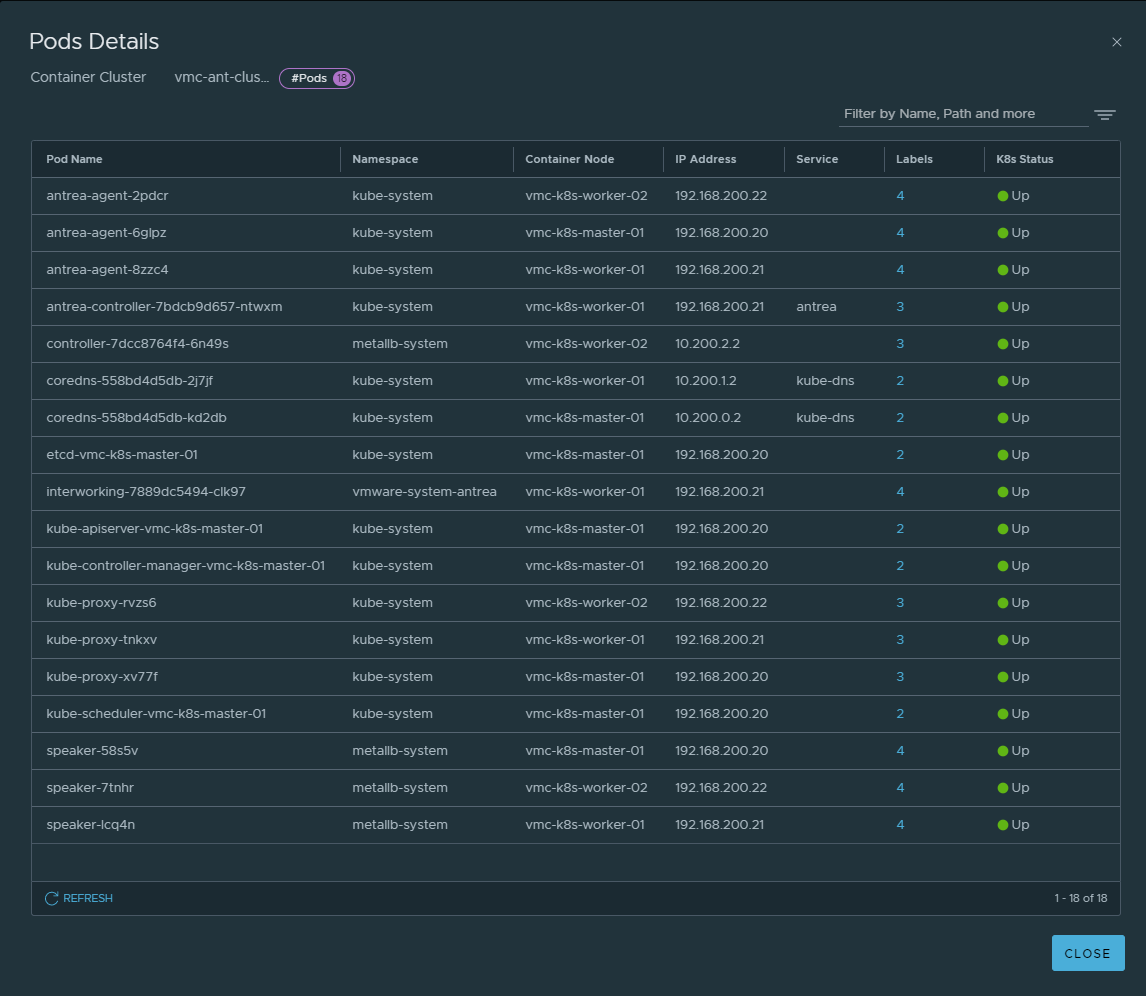 Pods Details
Container Cluster vmc-ant-clus... #Pods 18
Filter by Name, Path and more
Pod Name Namespace Container Node IP Address Service Labels K8s Status
antrea-agent-2pdcr kube-system vmc-k8s-worker-02 192.168.200.22 4 Up
antrea-agent-6glpz kube-system vmc-k8s-master-01 192.168.200.20 4 Up
antrea-agent-8zzc4 kube-system vmc-k8s-worker-01 192.168.200.21 4 Up
antrea-controller-7bdcb9d657-ntwxm kube-system vmc-k8s-worker-01 192.168.200.21 antrea 3 Up
controller-7dcc8764f4-6n49s metallb-system vmc-k8s-worker-02 10.200.2.2 3 Up
coredns-558bd4d5db-2j7jf kube-system vmc-k8s-worker-01 10.200.1.2 kube-dns 2 Up
coredns-558bd4d5db-kd2db kube-system vmc-k8s-master-01 10.200.0.2 kube-dns 2 Up
etcd-vmc-k8s-master-01 kube-system vmc-k8s-master-01 192.168.200.20 2 Up
interworking-7889dc5494-clk97 vmware-system-antrea vmc-k8s-worker-01 192.168.200.21 4 Up
kube-apiserver-vmc-k8s-master-01 kube-system vmc-k8s-master-01 192.168.200.20 2 Up
kube-controller-manager-vmc-k8s-master-01 kube-system vmc-k8s-master-01 192.168.200.20 2 Up
kube-proxy-rvzs6 kube-system vmc-k8s-worker-02 192.168.200.22 3 Up
kube-proxy-tnkxv kube-system vmc-k8s-worker-01 192.168.200.21 3 Up
kube-proxy-xv77f kube-system vmc-k8s-master-01 192.168.200.20 3 Up
kube-scheduler-vmc-k8s-master-01 kube-system vmc-k8s-master-01 192.168.200.20 2 Up
speaker-58s5v metallb-system vmc-k8s-master-01 192.168.200.20 4 Up
speaker-7tnhr metallb-system vmc-k8s-worker-02 192.168.200.22 4 Up
speaker-lcq4n metallb-system vmc-k8s-worker-01 192.168.200.21 4 Up
REFRESH 1 - 18 of 18
CLOSE